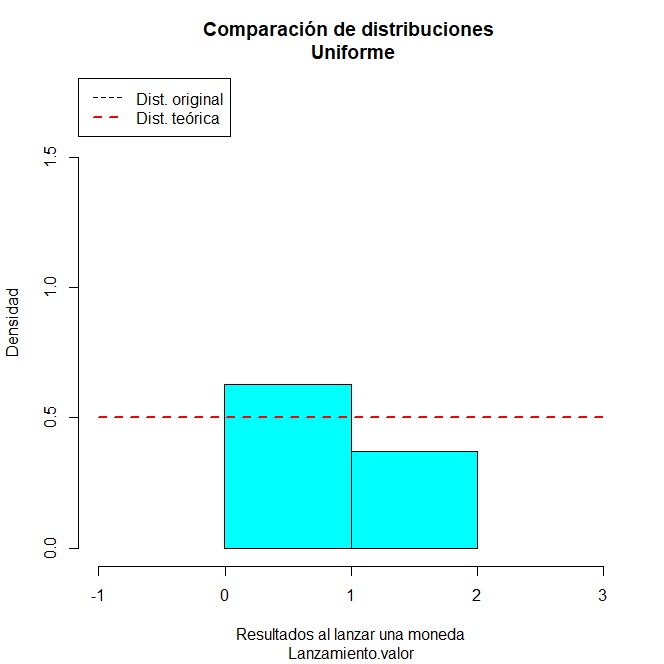 Comparación de distribuciones
Uniforme
Dist. original
Dist. teórica
1.5
1.0
0.5
0.0
Densidad
-1 0 1 2 3
Resultados al lanzar una moneda
Lanzamiento.valor